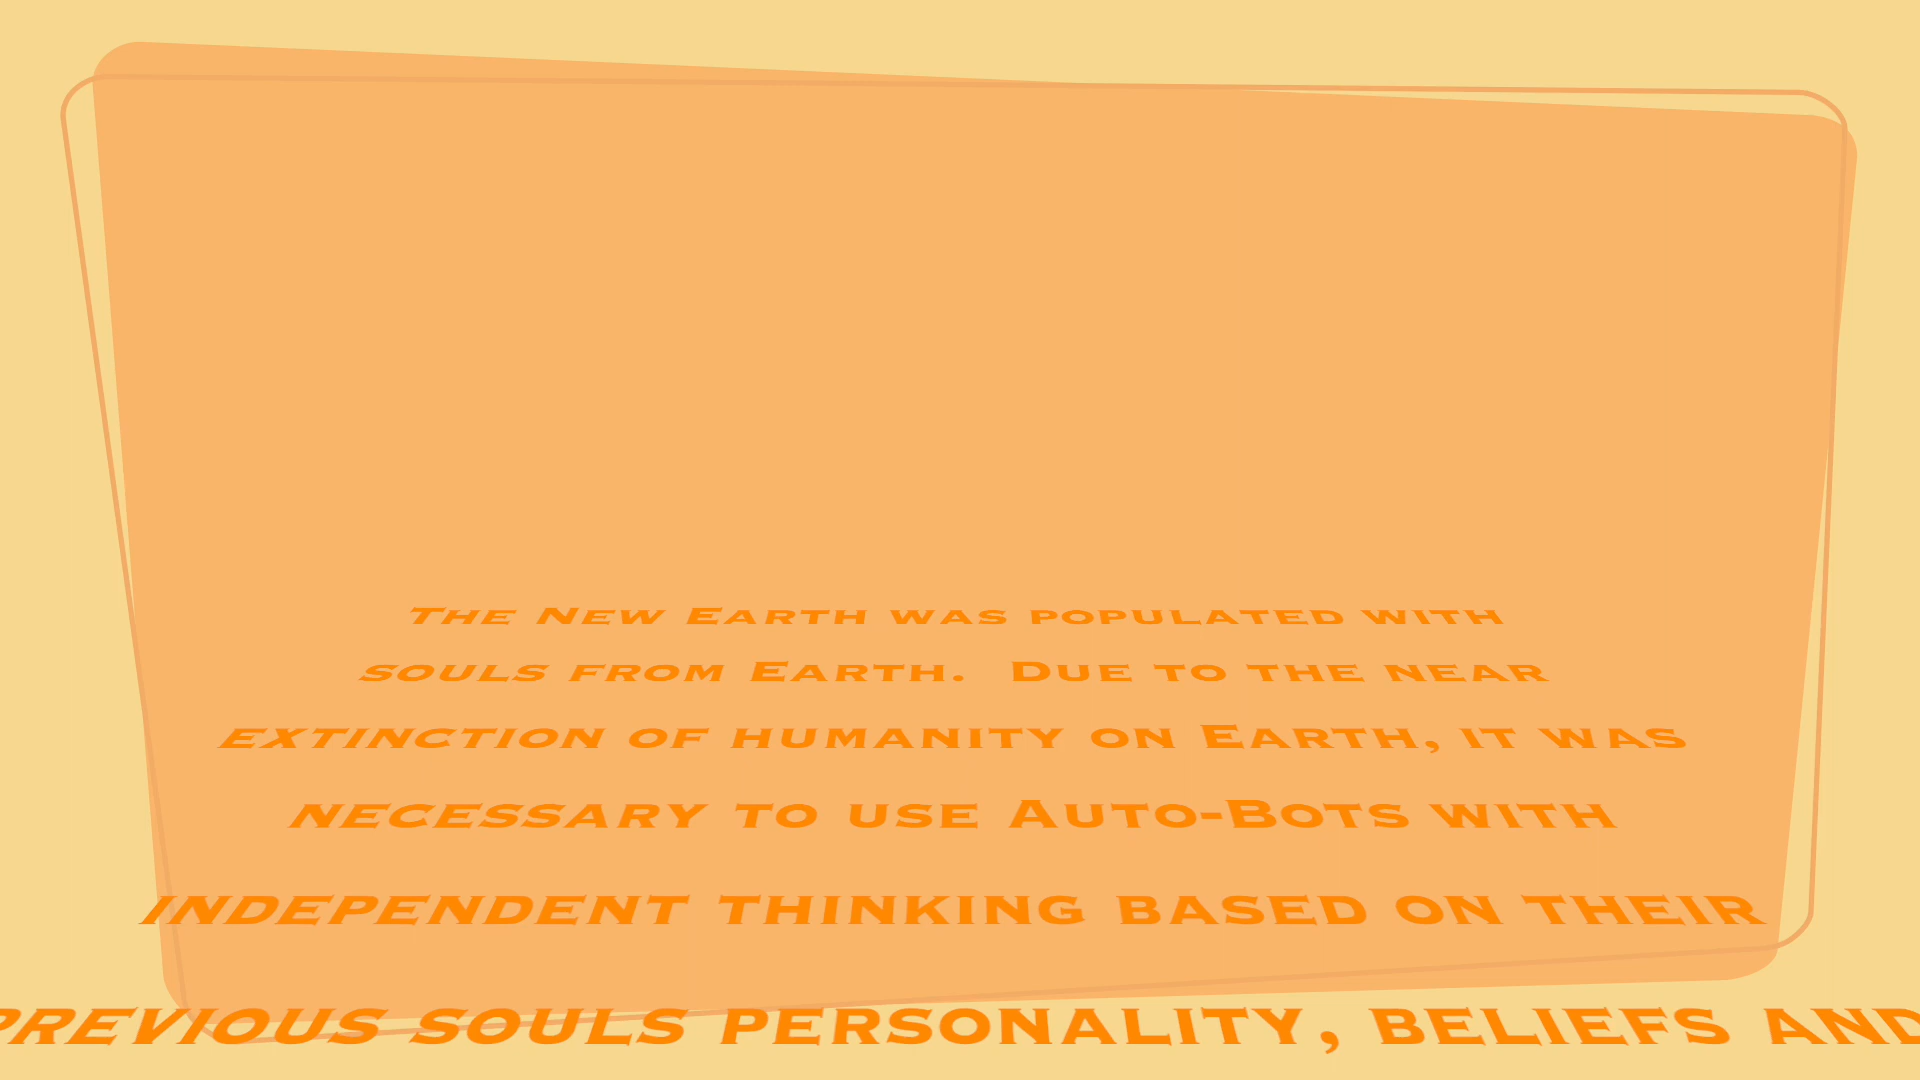 The New Earth was populated with
souls from Earth.  Due to the near
extinction of humanity on Earth, it was
necessary to use Auto-Bots with
independent thinking based on their
previous souls personality, beliefs and